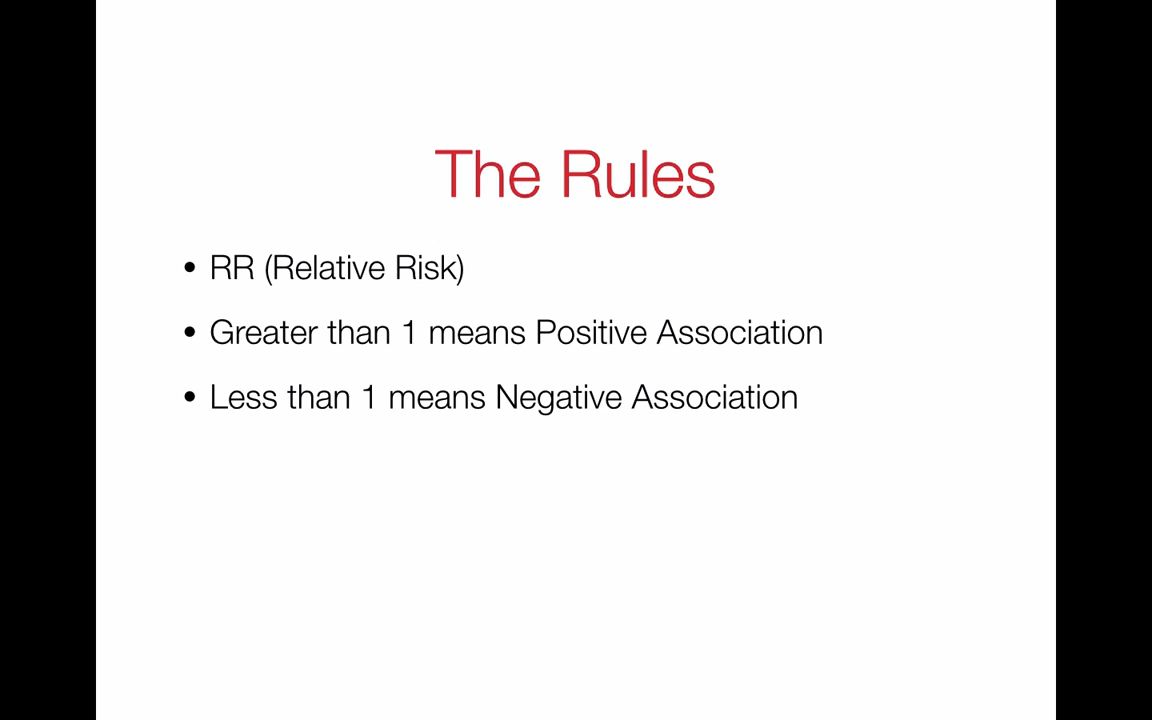 The Rules
• RR (Relative Risk)
• Greater than 1 means Positive Association
• Less than 1 means Negative Association